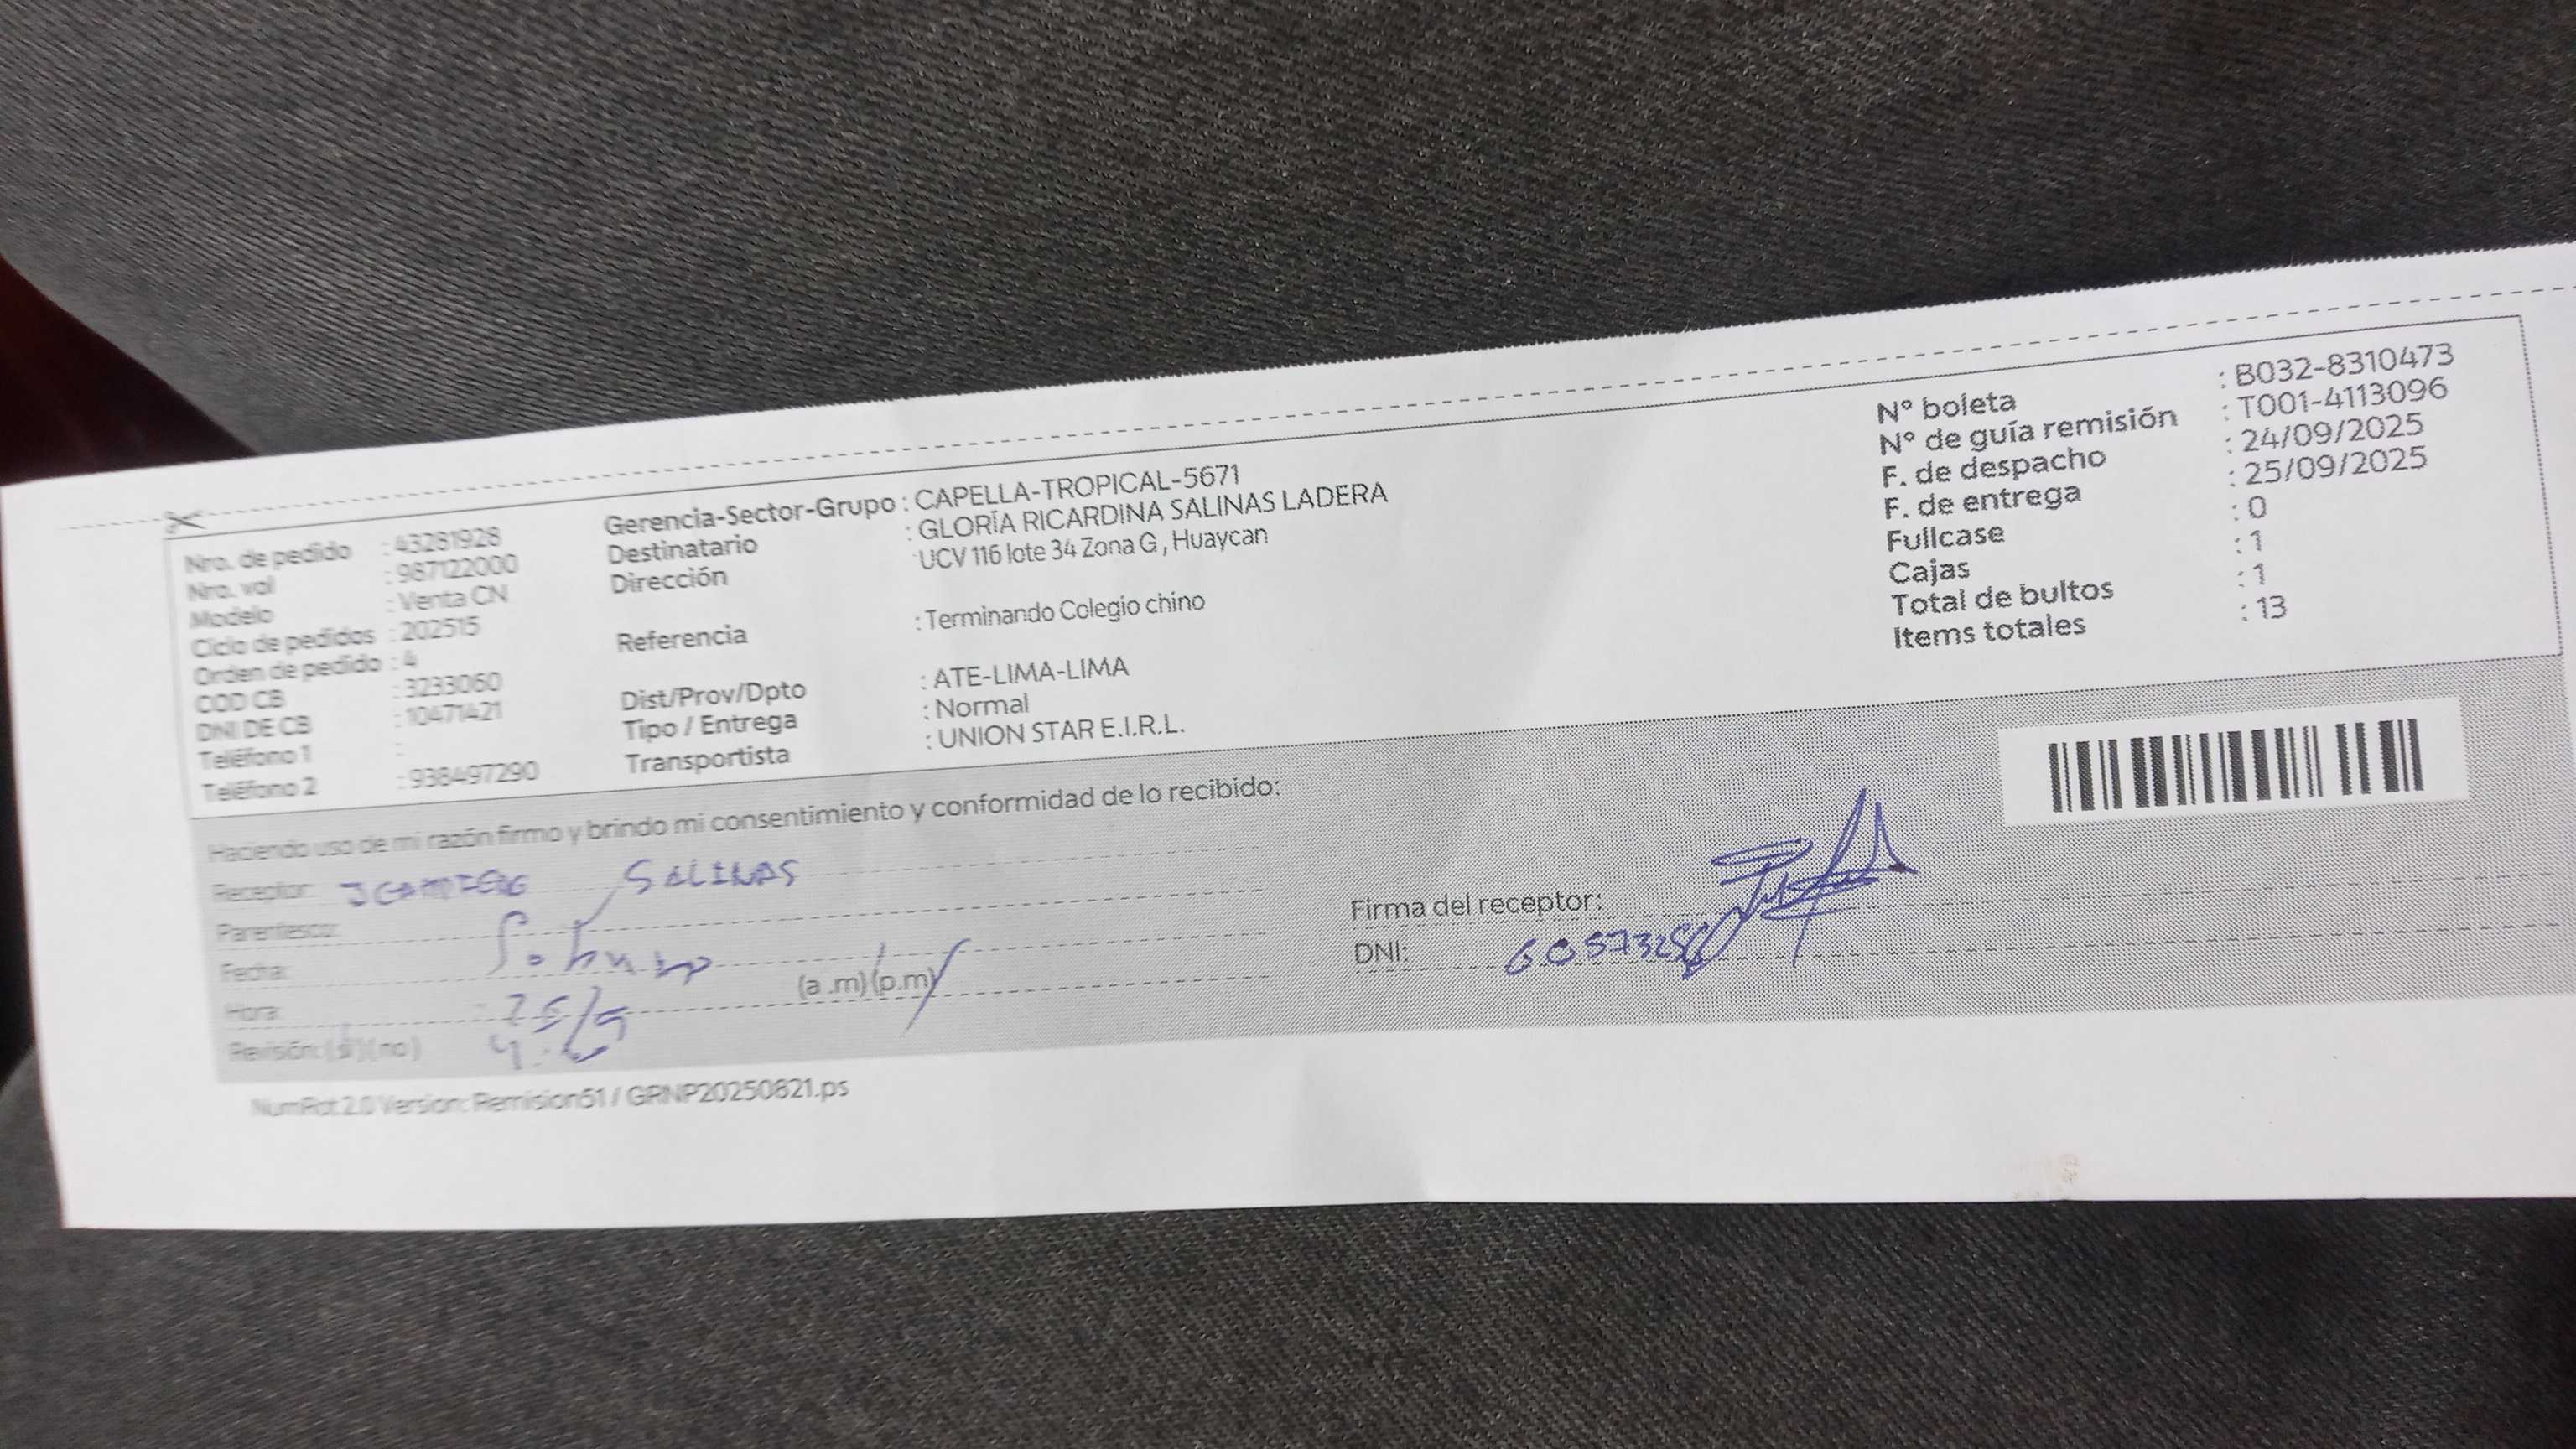 Nro. de pedido : 43281928
Nro. vol : 987122000
Modelo : Venta CN
Ciclo de pedidos : 202515
Orden de pedido : 4
COD CB : 3233060
DNI DE CB : 10471421
Teléfono 1 :
Teléfono 2 : 938497290
Gerencia-Sector-Grupo : CAPELLA-TROPICAL-5671
Destinatario : GLORÍA RICARDINA SALINAS LADERA
Dirección : UCV 116 lote 34 Zona G , Huaycan
Referencia : Terminando Colegio chino
Dist/Prov/Dpto : ATE-LIMA-LIMA
Tipo / Entrega : Normal
Transportista : UNION STAR E.I.R.L.
N° boleta : B032-8310473
N° de guía remisión : T001-4113096
F. de despacho : 24/09/2025
F. de entrega : 25/09/2025
Fullcase : 0
Cajas : 1
Total de bultos : 1
Items totales : 13
Haciendo uso de mi razón firmo y brindo mi consentimiento y conformidad de lo recibido:
Receptor: SALINAS
Parentesco:
Fecha:
Hora: 25/9 (a .m) (p.m)
Revisión: (si) (no)
Firma del receptor:
DNI:
NumRot 2.0 Version: Remision61 / GRNP20250821.ps